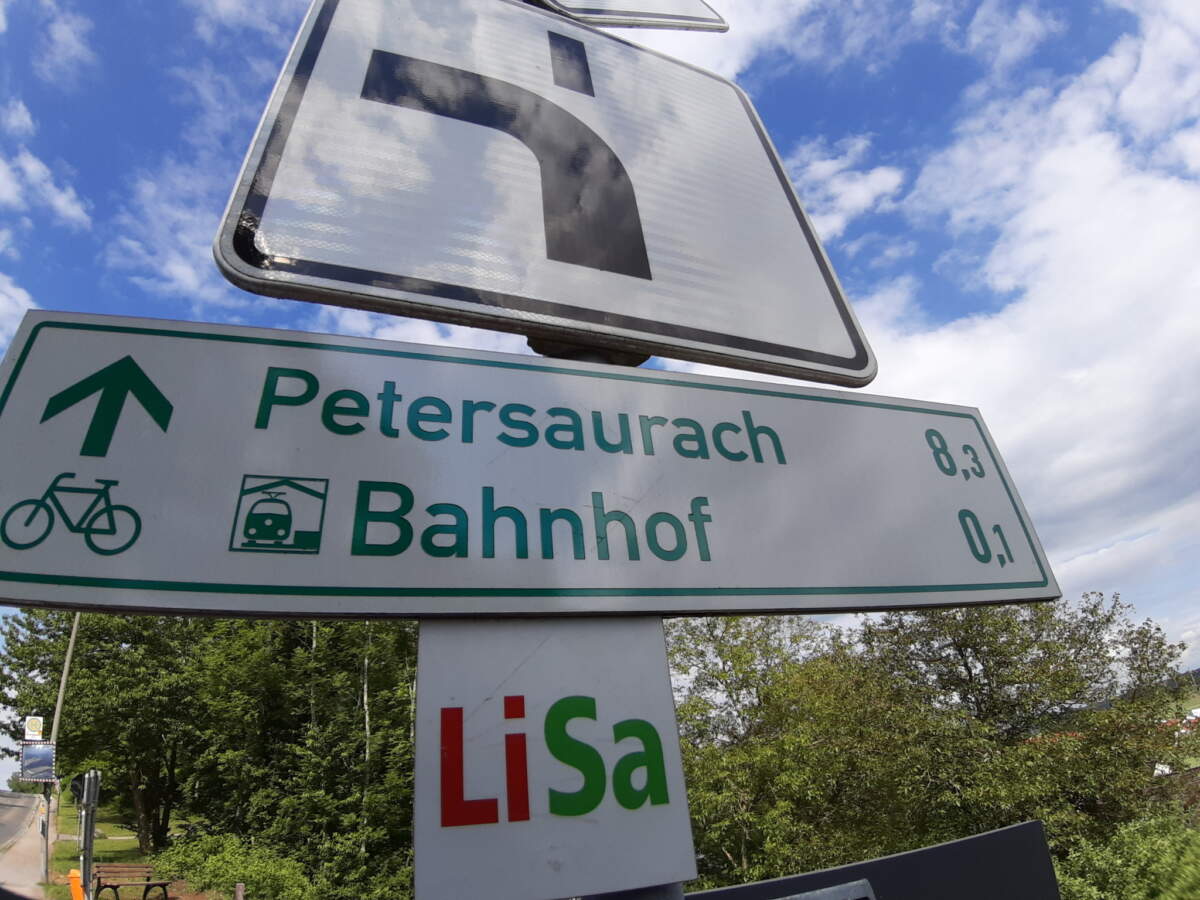 Petersaurach 8,3
Bahnhof 0,1
LiSa